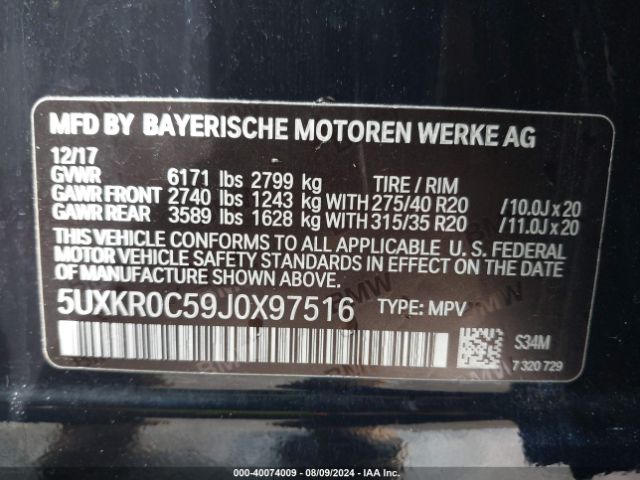 MFD BY BAYERISCHE MOTOREN WERKE AG
12/17
GVWR 6171 lbs 2799 kg TIRE / RIM
GAWR FRONT 2740 lbs 1243 kg WITH 275/40 R20 /10.0J x 20
GAWR REAR 3589 lbs 1628 kg WITH 315/35 R20 /11.0J x 20
THIS VEHICLE CONFORMS TO ALL APPLICABLE U. S. FEDERAL
MOTOR VEHICLE SAFETY STANDARDS IN EFFECT ON THE DATE OF
MANUFACTURE SHOWN ABOVE.
5UXKR0C59J0X97516 TYPE: MPV
S34M
7 320 729
000-40074009 - 08/09/2024 - IAA Inc.